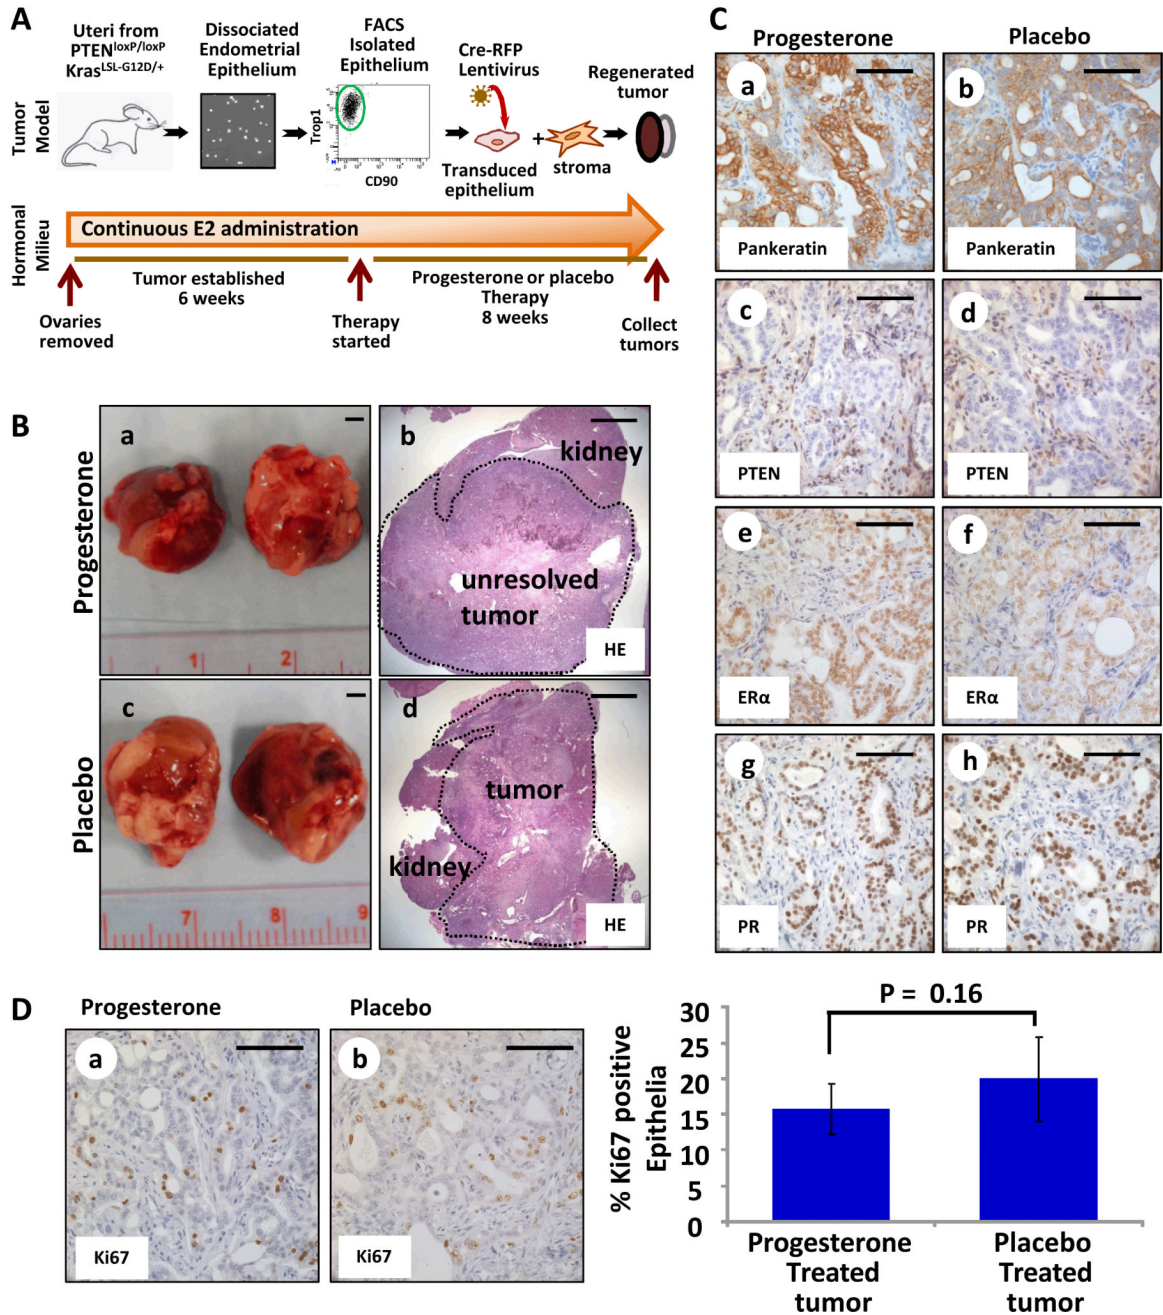 A
Uteri from
PTEN^loxP/loxP
Kras^LSL-G12D/+
Dissociated
Endometrial
Epithelium
FACS
Isolated
Epithelium
Cre-RFP
Lentivirus
Regenerated
tumor
Tumor
Model
Trop1
CD90
Transduced
epithelium
+
stroma
Hormonal
Milieu
Continuous E2 administration
Tumor established
6 weeks
Progesterone or placebo
Therapy
8 weeks
Ovaries
removed
Therapy
started
Collect
tumors
B
Progesterone
a
1
2
b
kidney
unresolved
tumor
HE
Placebo
c
7
8
9
d
tumor
kidney
HE
C
Progesterone
Placebo
a
Pankeratin
b
Pankeratin
c
PTEN
d
PTEN
e
ERα
f
ERα
g
PR
h
PR
D
Progesterone
Placebo
a
Ki67
b
Ki67
P = 0.16
% Ki67 positive
Epithelia
30
25
20
15
10
5
0
Progesterone
Treated
tumor
Placebo
Treated
tumor